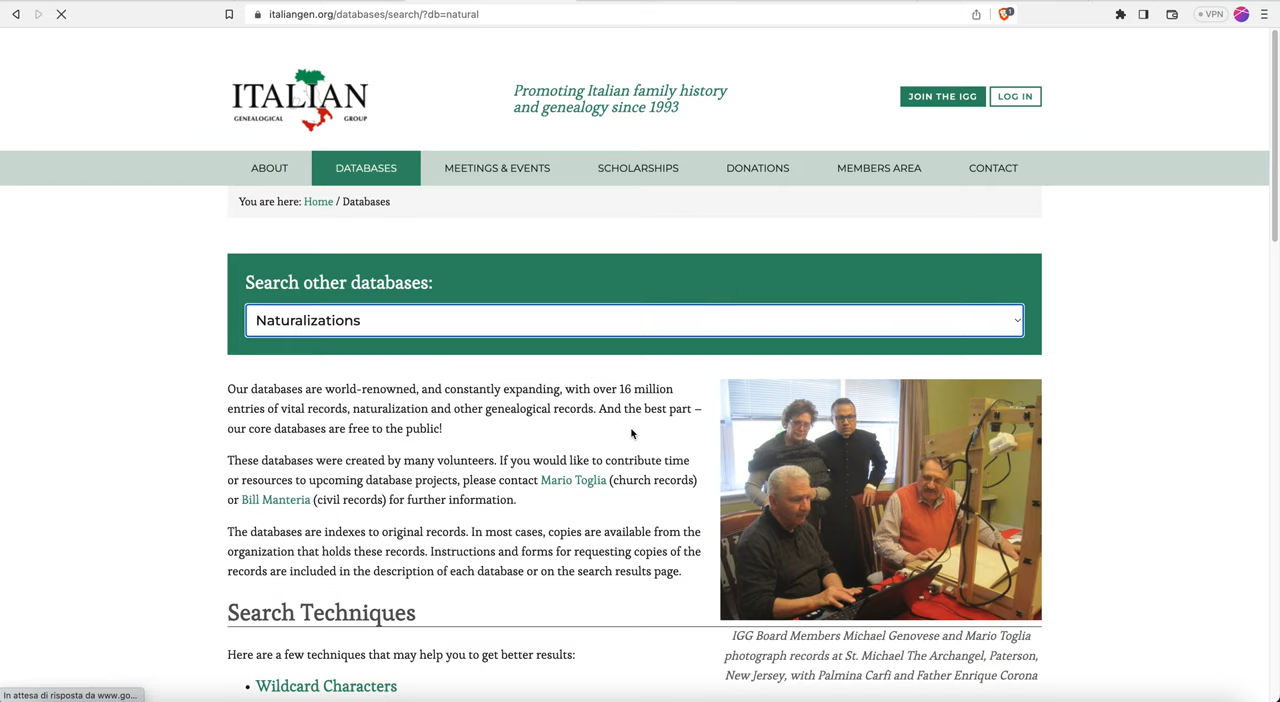 italiangen.org/databases/search/?db=natural
1
VPN
ITALIAN
GENEALOGICAL GROUP
Promoting Italian family history
and genealogy since 1993
JOIN THE IGG
LOG IN
ABOUT
DATABASES
MEETINGS & EVENTS
SCHOLARSHIPS
DONATIONS
MEMBERS AREA
CONTACT
You are here: Home / Databases
Search other databases:
Naturalizations
Our databases are world-renowned, and constantly expanding, with over 16 million
entries of vital records, naturalization and other genealogical records. And the best part –
our core databases are free to the public!
These databases were created by many volunteers. If you would like to contribute time
or resources to upcoming database projects, please contact Mario Toglia (church records)
or Bill Manteria (civil records) for further information.
The databases are indexes to original records. In most cases, copies are available from the
organization that holds these records. Instructions and forms for requesting copies of the
records are included in the description of each database or on the search results page.
Search Techniques
Here are a few techniques that may help you to get better results:
• Wildcard Characters
IGG Board Members Michael Genovese and Mario Toglia
photograph records at St. Michael The Archangel, Paterson,
New Jersey, with Palmina Carfi and Father Enrique Corona
In attesa di risposta da www.go...